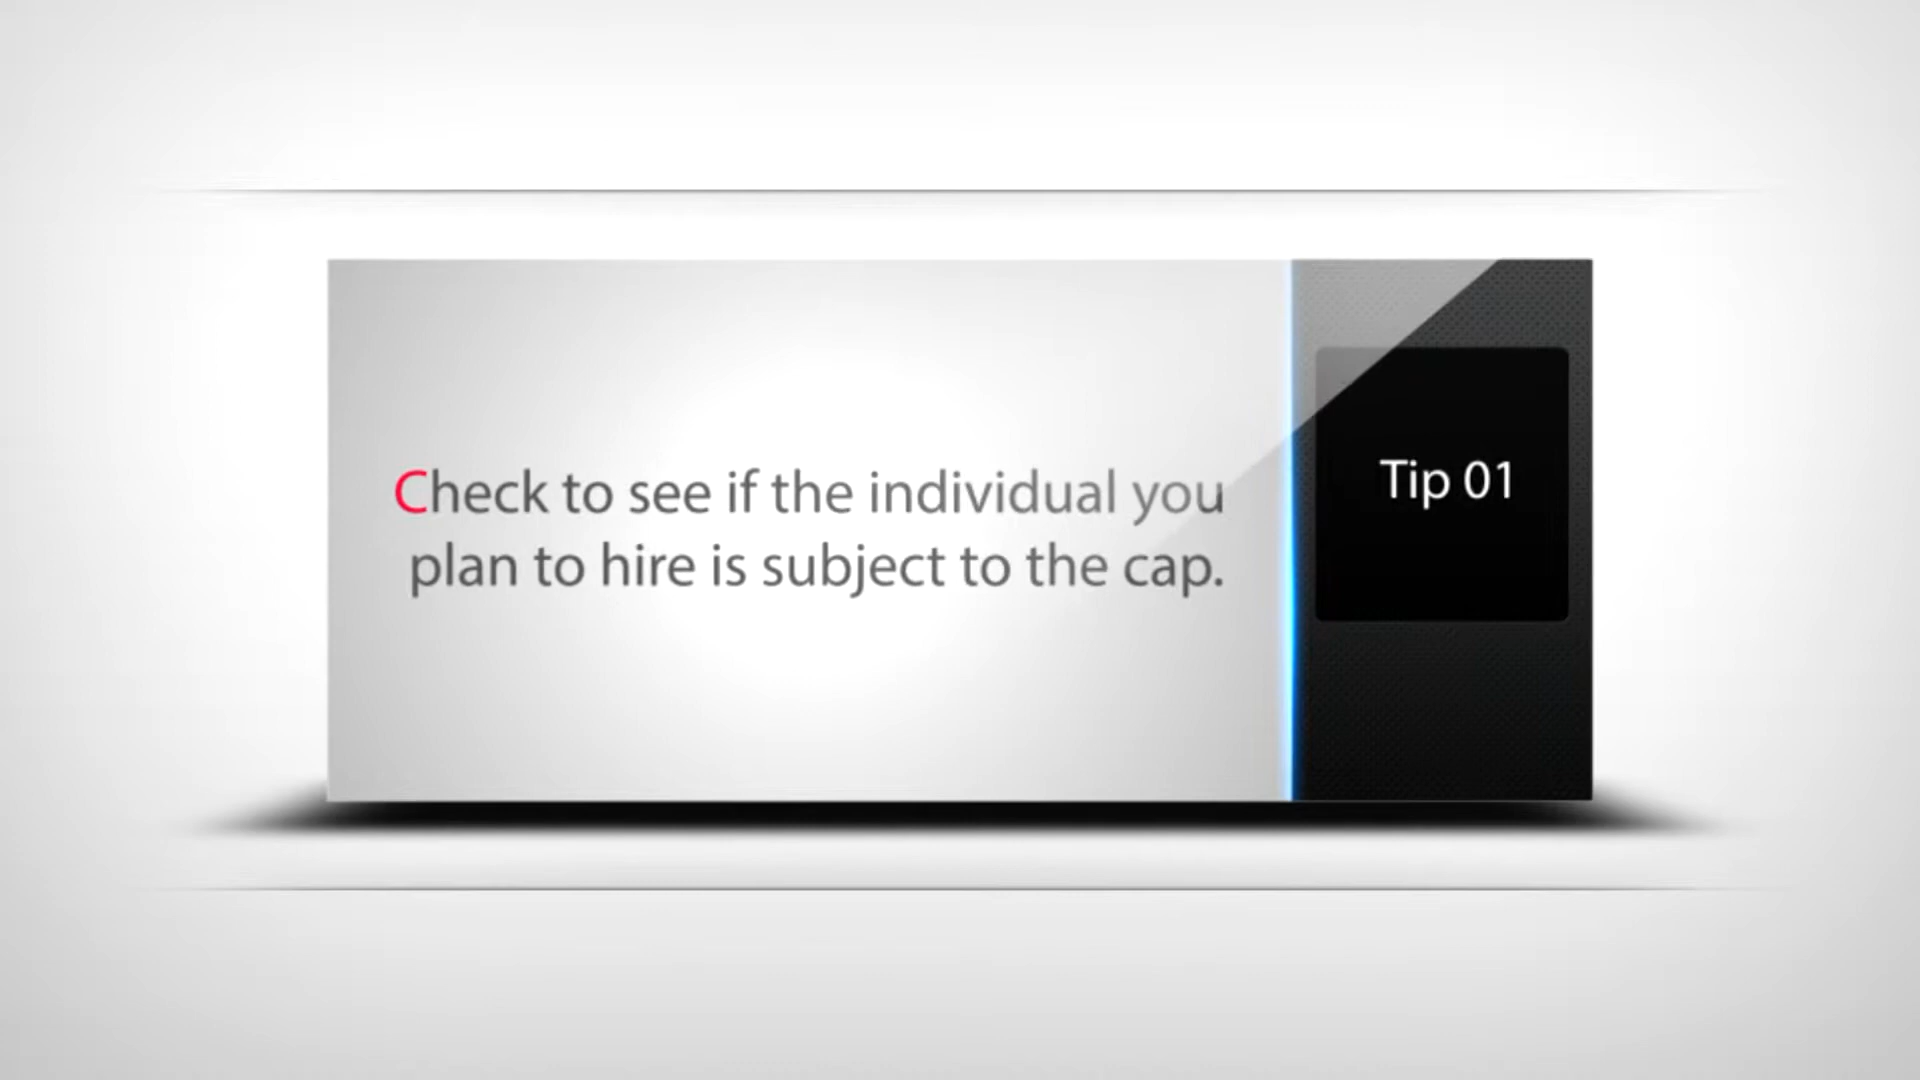 Check to see if the individual you
plan to hire is subject to the cap.
Tip 01